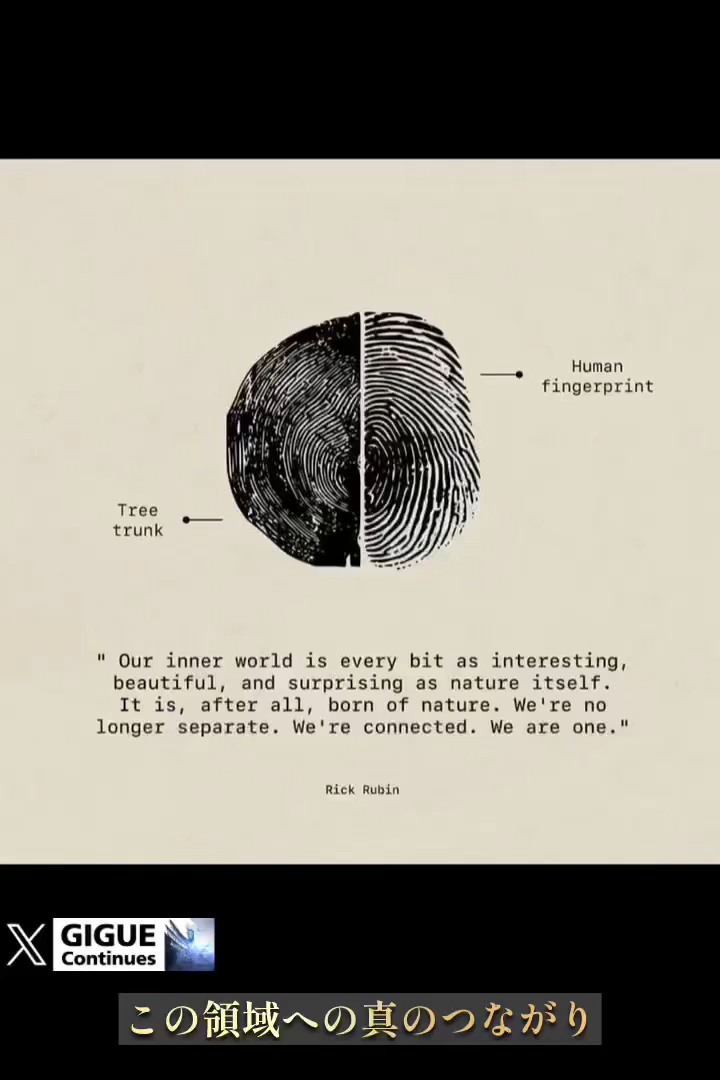 Human
fingerprint
Tree
trunk
" Our inner world is every bit as interesting,
beautiful, and surprising as nature itself.
It is, after all, born of nature. We're no
longer separate. We're connected. We are one."
Rick Rubin
X GIGUE
Continues
この領域への真のつながり